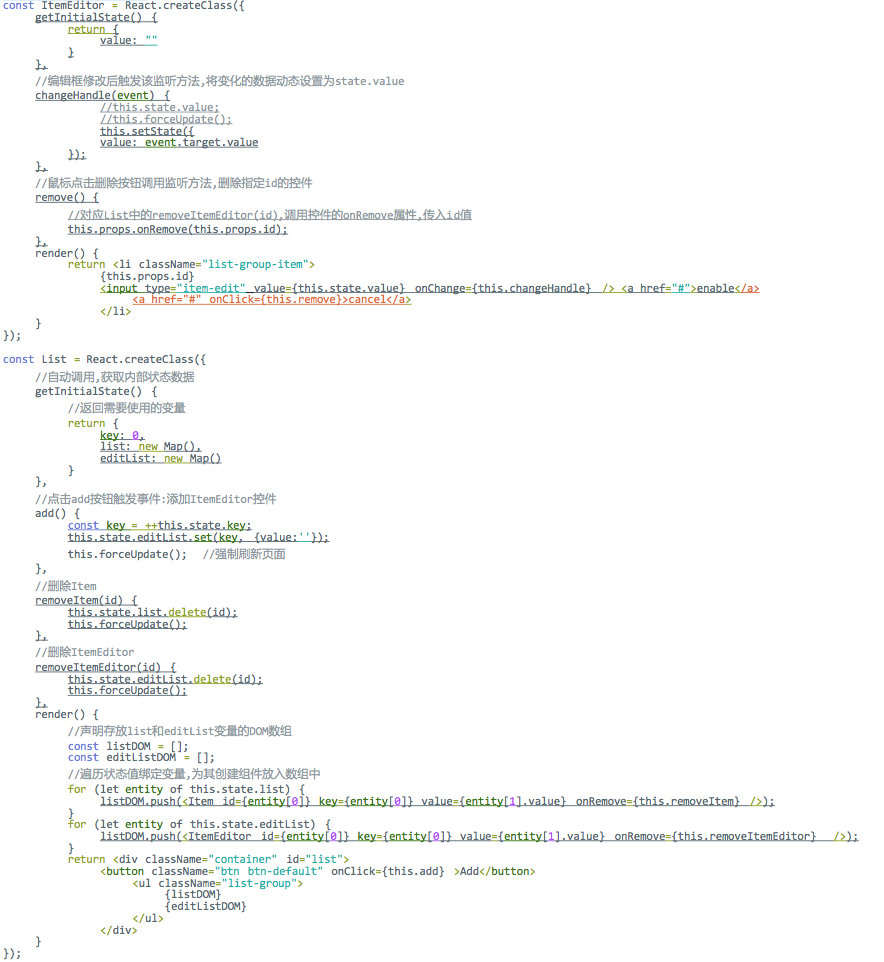 const ItemEditor = React.createClass({
getInitialState() {
return {
value: ""
}
},
//编辑框修改后触发该监听方法,将变化的数据动态设置为state.value
changeHandle(event) {
//this.state.value;
//this.forceUpdate();
this.setState({
value: event.target.value
});
},
//鼠标点击删除按钮调用监听方法,删除指定id的控件
remove() {
//对应List中的removeItemEditor(id),调用控件的onRemove属性,传入id值
this.props.onRemove(this.props.id);
},
render() {
return <li className="list-group-item">
{this.props.id}
<input type="item-edit" value={this.state.value} onChange={this.changeHandle} /> <a href="#">enable</a>
<a href="#" onClick={this.remove}>cancel</a>
</li>
}
});
const List = React.createClass({
//自动调用,获取内部状态数据
getInitialState() {
//返回需要使用的变量
return {
key: 0,
list: new Map(),
editList: new Map()
}
},
//点击add按钮触发事件:添加ItemEditor控件
add() {
const key = ++this.state.key;
this.state.editList.set(key, {value:''});
this.forceUpdate(); //强制刷新页面
},
//删除Item
removeItem(id) {
this.state.list.delete(id);
this.forceUpdate();
},
//删除ItemEditor
removeItemEditor(id) {
this.state.editList.delete(id);
this.forceUpdate();
},
render() {
//声明存放list和editList变量的DOM数组
const listDOM = [];
const editListDOM = [];
//遍历状态值绑定变量,为其创建组件放入数组中
for (let entity of this.state.list) {
listDOM.push(<Item id={entity[0]} key={entity[0]} value={entity[1].value} onRemove={this.removeItem} />);
}
for (let entity of this.state.editList) {
listDOM.push(<ItemEditor id={entity[0]} key={entity[0]} value={entity[1].value} onRemove={this.removeItemEditor} />);
}
return <div className="container" id="list">
<button className="btn btn-default" onClick={this.add} >Add</button>
<ul className="list-group">
{listDOM}
{editListDOM}
</ul>
</div>
}
});